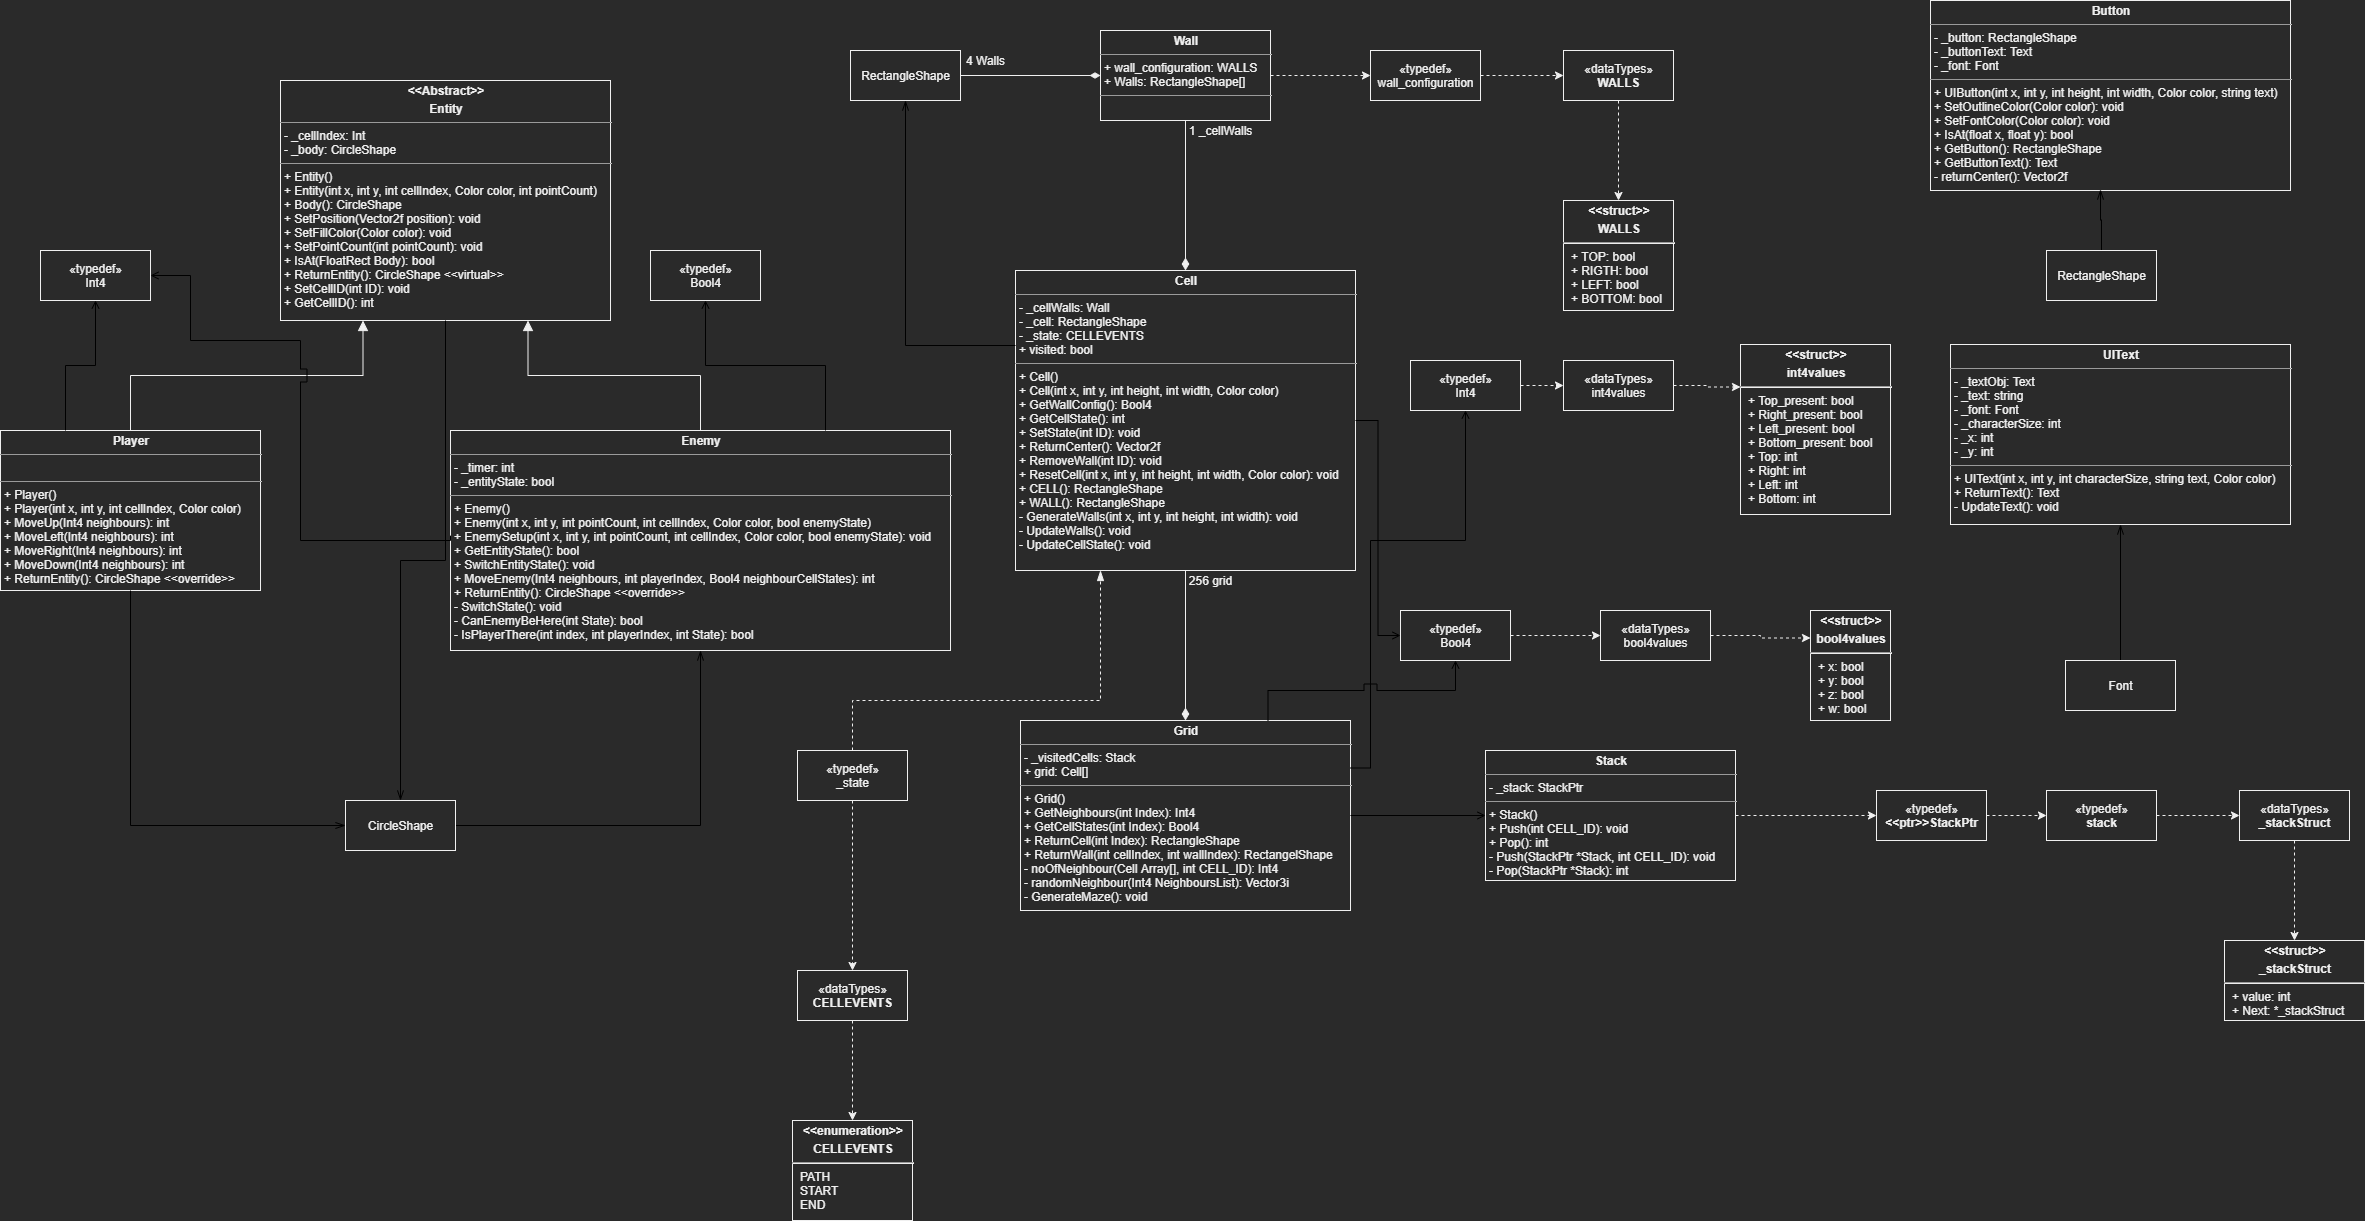 <<Abstract>>
Entity
- _cellIndex: Int
- _body: CircleShape
+ Entity()
+ Entity(int x, int y, int cellIndex, Color color, int pointCount)
+ Body(): CircleShape
+ SetPosition(Vector2f position): void
+ SetFillColor(Color color): void
+ SetPointCount(int pointCount): void
+ IsAt(FloatRect Body): bool
+ ReturnEntity(): CircleShape <<virtual>>
+ SetCellID(int ID): void
+ GetCellID(): int
«typedef»
Int4
«typedef»
Bool4
Player
+ Player()
+ Player(int x, int y, int cellIndex, Color color)
+ MoveUp(Int4 neighbours): int
+ MoveLeft(Int4 neighbours): int
+ MoveRight(Int4 neighbours): int
+ MoveDown(Int4 neighbours): int
+ ReturnEntity(): CircleShape <<override>>
Enemy
- _timer: int
- _entityState: bool
+ Enemy()
+ Enemy(int x, int y, int pointCount, int cellIndex, Color color, bool enemyState)
+ EnemySetup(int x, int y, int pointCount, int cellIndex, Color color, bool enemyState): void
+ GetEntityState(): bool
+ SwitchEntityState(): void
+ MoveEnemy(Int4 neighbours, int playerIndex, Bool4 neighbourCellStates): int
+ ReturnEntity(): CircleShape <<override>>
- SwitchState(): void
- CanEnemyBeHere(int State): bool
- IsPlayerThere(int index, int playerIndex, int State): bool
CircleShape
RectangleShape
4 Walls
Wall
+ wall_configuration: WALLS
+ Walls: RectangleShape[]
1 _cellWalls
«typedef»
wall_configuration
«dataTypes»
WALLS
<<struct>>
WALLS
+ TOP: bool
+ RIGTH: bool
+ LEFT: bool
+ BOTTOM: bool
Cell
- _cellWalls: Wall
- _cell: RectangleShape
- _state: CELLEVENTS
+ visited: bool
+ Cell()
+ Cell(int x, int y, int height, int width, Color color)
+ GetWallConfig(): Bool4
+ GetCellState(): int
+ SetState(int ID): void
+ ReturnCenter(): Vector2f
+ RemoveWall(int ID): void
+ ResetCell(int x, int y, int height, int width, Color color): void
+ CELL(): RectangleShape
+ WALL(): RectangleShape
- GenerateWalls(int x, int y, int height, int width): void
- UpdateWalls(): void
- UpdateCellState(): void
256 grid
«typedef»
Int4
«dataTypes»
int4values
<<struct>>
int4values
+ Top_present: bool
+ Right_present: bool
+ Left_present: bool
+ Bottom_present: bool
+ Top: int
+ Right: int
+ Left: int
+ Bottom: int
«typedef»
Bool4
«dataTypes»
bool4values
<<struct>>
bool4values
+ x: bool
+ y: bool
+ z: bool
+ w: bool
Grid
- _visitedCells: Stack
+ grid: Cell[]
+ Grid()
+ GetNeighbours(int Index): Int4
+ GetCellStates(int Index): Bool4
+ ReturnCell(int Index): RectangleShape
+ ReturnWall(int cellIndex, int wallIndex): RectangelShape
- noOfNeighbour(Cell Array[], int CELL_ID): Int4
- randomNeighbour(Int4 NeighboursList): Vector3i
- GenerateMaze(): void
Stack
- _stack: StackPtr
+ Stack()
+ Push(int CELL_ID): void
+ Pop(): int
- Push(StackPtr *Stack, int CELL_ID): void
- Pop(StackPtr *Stack): int
«typedef»
<<ptr>>StackPtr
«typedef»
stack
«dataTypes»
_stackStruct
<<struct>>
_stackStruct
+ value: int
+ Next: *_stackStruct
«typedef»
_state
«dataTypes»
CELLEVENTS
<<enumeration>>
CELLEVENTS
PATH
START
END
Button
- _button: RectangleShape
- _buttonText: Text
- _font: Font
+ UIButton(int x, int y, int height, int width, Color color, string text)
+ SetOutlineColor(Color color): void
+ SetFontColor(Color color): void
+ IsAt(float x, float y): bool
+ GetButton(): RectangleShape
+ GetButtonText(): Text
- returnCenter(): Vector2f
RectangleShape
UIText
- _textObj: Text
- _text: string
- _font: Font
- _characterSize: int
- _x: int
- _y: int
+ UIText(int x, int y, int characterSize, string text, Color color)
+ ReturnText(): Text
- UpdateText(): void
Font